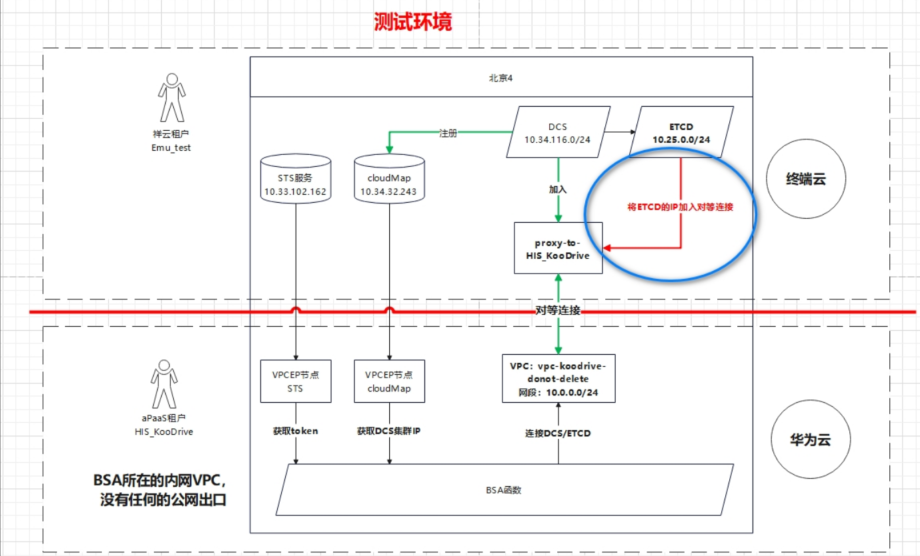 测试环境
北京4
祥云租户
Emu_test
注册
DCS
10.34.116.0/24
ETCD
10.25.0.0/24
STS服务
10.33.102.162
cloudMap
10.34.32.243
加入
将ETCD的IP加入对等连接
终端云
proxy-to-
HIS_KooDrive
对等连接
VPCEP节点
STS
VPCEP节点
cloudMap
VPC：vpc-koodrive-
donot-delete
网段：10.0.0.0/24
aPaaS租户
HIS_KooDrive
获取token
获取DCS集群IP
连接DCS/ETCD
华为云
BSA所在的内网VPC，
没有任何的公网出口
BSA函数